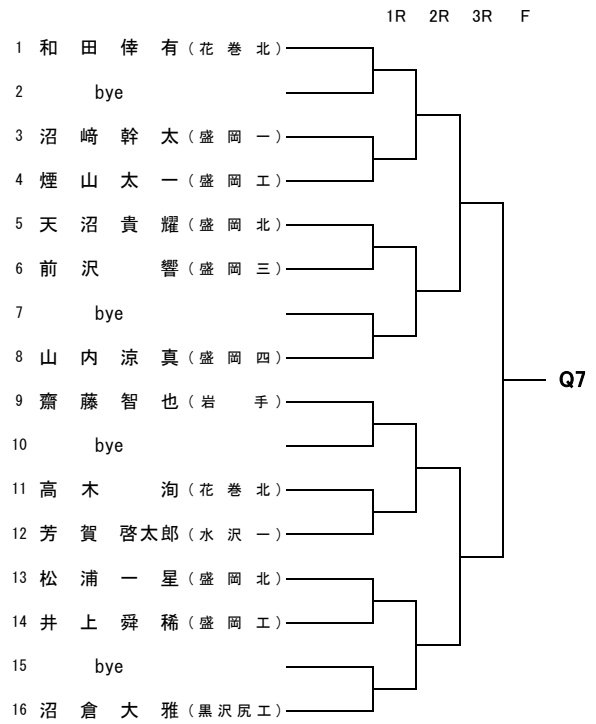 1R 2R 3R F
1 和田倖有(花巻北)
2 bye
3 沼﨑幹太(盛岡一)
4 煙山太一(盛岡工)
5 天沼貴耀(盛岡北)
6 前沢響(盛岡三)
7 bye
8 山内涼真(盛岡四)
Q7
9 齋藤智也(岩手)
10 bye
11 高木洵(花巻北)
12 芳賀啓太郎(水沢一)
13 松浦一星(盛岡北)
14 井上舜稀(盛岡工)
15 bye
16 沼倉大雅(黒沢尻工)